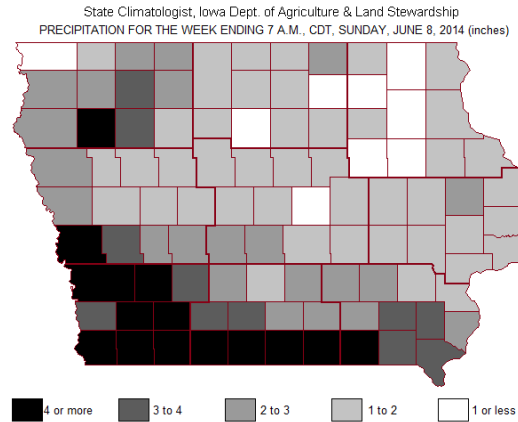 State Climatologist, Iowa Dept. of Agriculture & Land Stewardship
PRECIPITATION FOR THE WEEK ENDING 7 A.M., CDT, SUNDAY, JUNE 8, 2014 (inches)
4 or more 3 to 4 2 to 3 1 to 2 1 or less